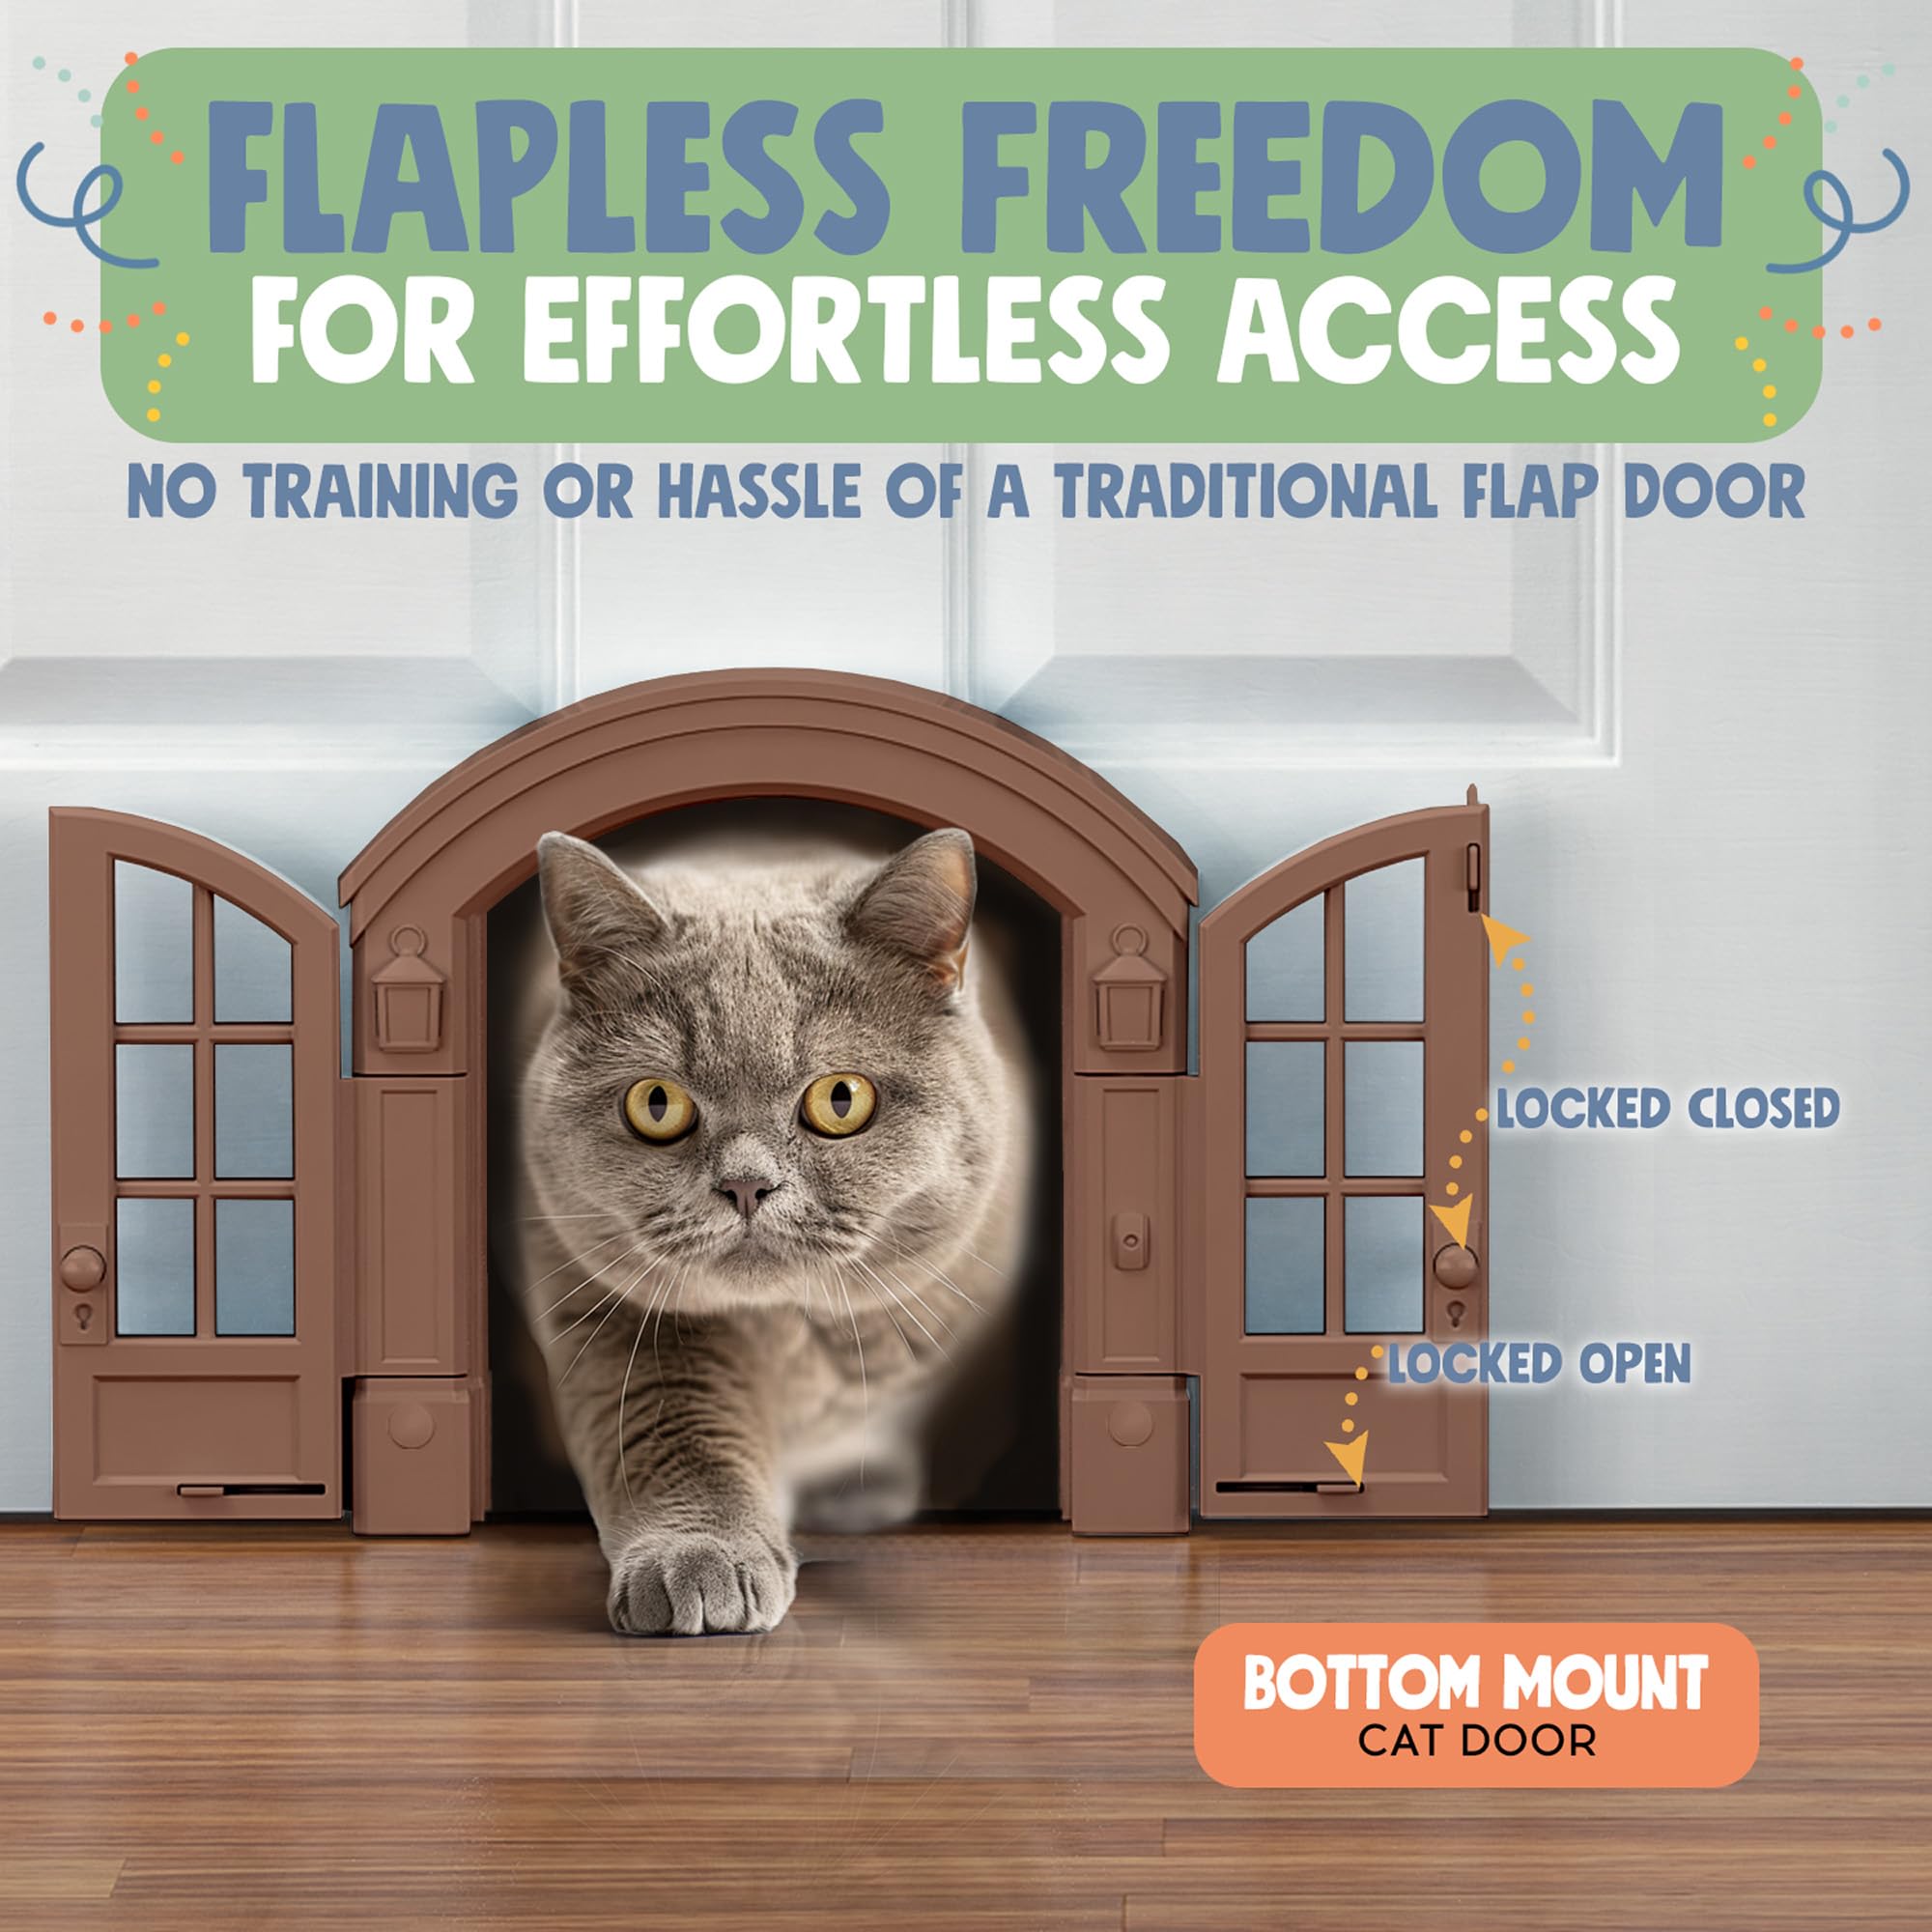 FLAPLESS FREEDOM
FOR EFFORTLESS ACCESS
NO TRAINING OR HASSLE OF A TRADITIONAL FLAP DOOR
LOCKED CLOSED
LOCKED OPEN
BOTTOM MOUNT
CAT DOOR